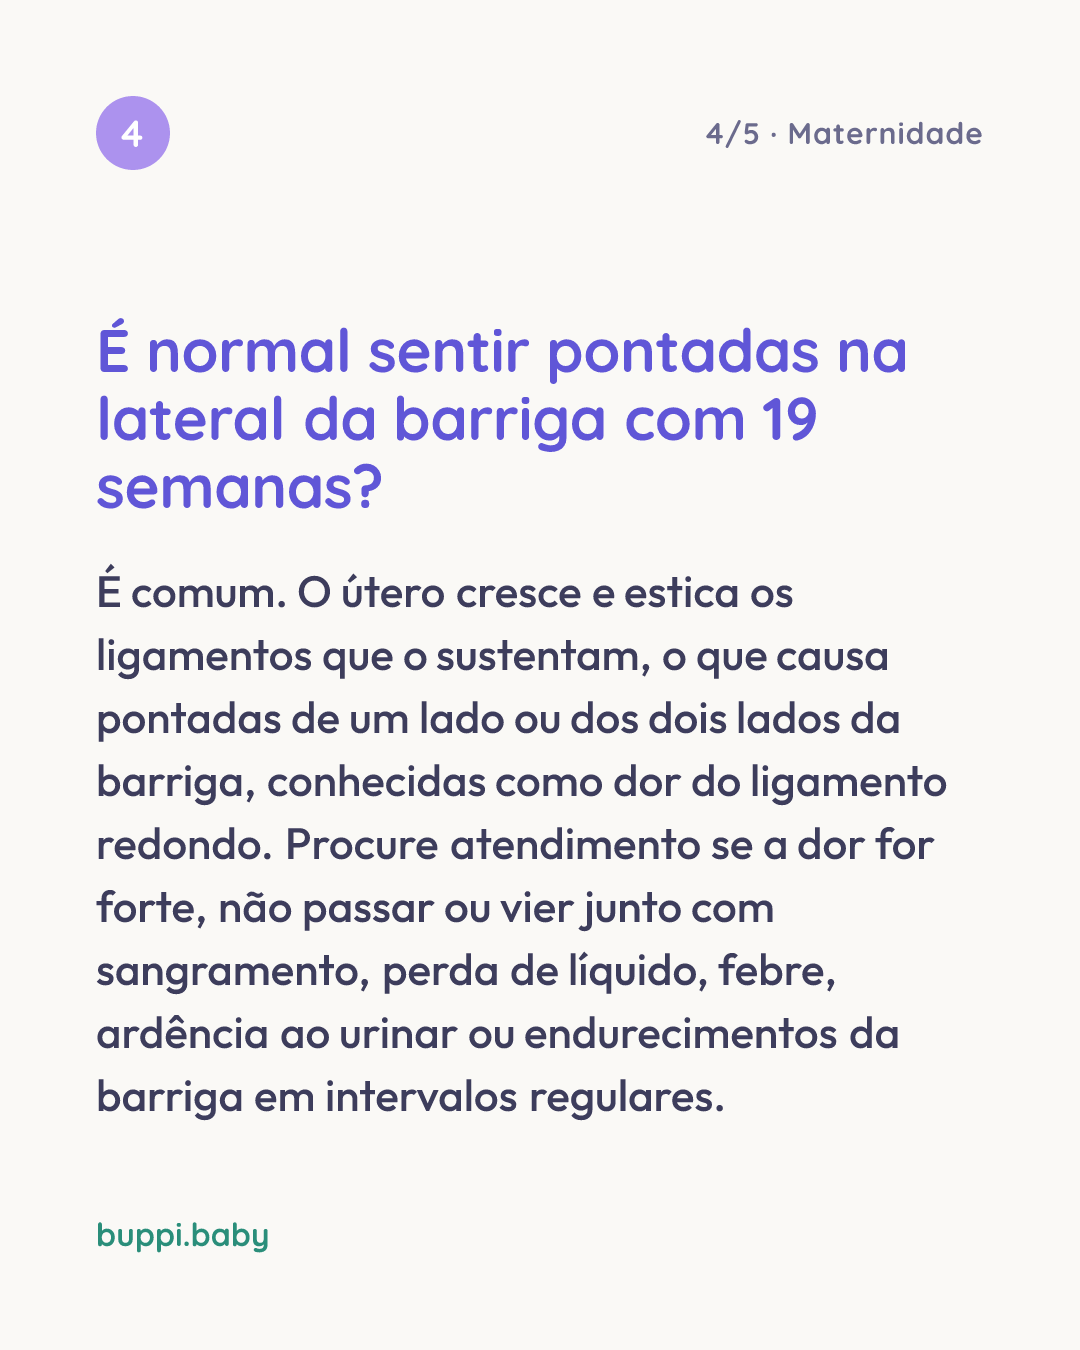 4
4/5 · Maternidade
É normal sentir pontadas na
lateral da barriga com 19
semanas?
É comum. O útero cresce e estica os
ligamentos que o sustentam, o que causa
pontadas de um lado ou dos dois lados da
barriga, conhecidas como dor do ligamento
redondo. Procure atendimento se a dor for
forte, não passar ou vier junto com
sangramento, perda de líquido, febre,
ardência ao urinar ou endurecimentos da
barriga em intervalos regulares.
buppi.baby